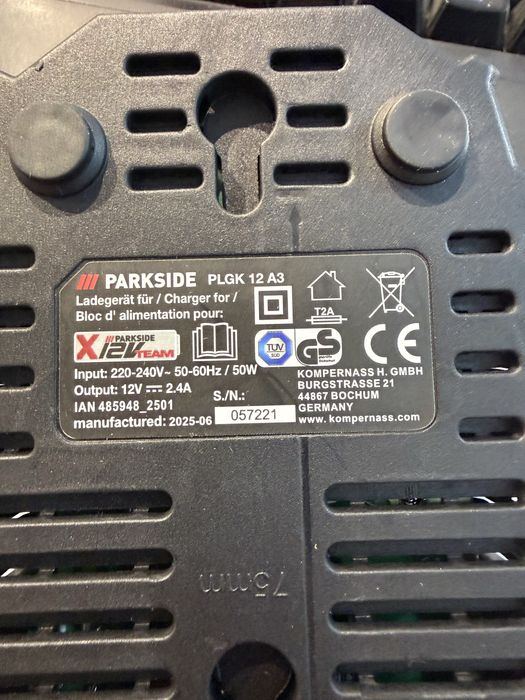 PARKSIDE PLGK 12 A3
Ladegerät für / Charger for /
Bloc d' alimentation pour:
T2A
X PARKSIDE
12V TEAM
TÜV
SÜD
GS
geprüfte
Sicherheit
CE
Input: 220-240V~ 50-60Hz / 50W
Output: 12V 2.4A
IAN 485948_2501
manufactured: 2025-06
S./N.:
057221
KOMPERNASS H. GMBH
BURGSTRASSE 21
44867 BOCHUM
GERMANY
www.kompernass.com
75mm